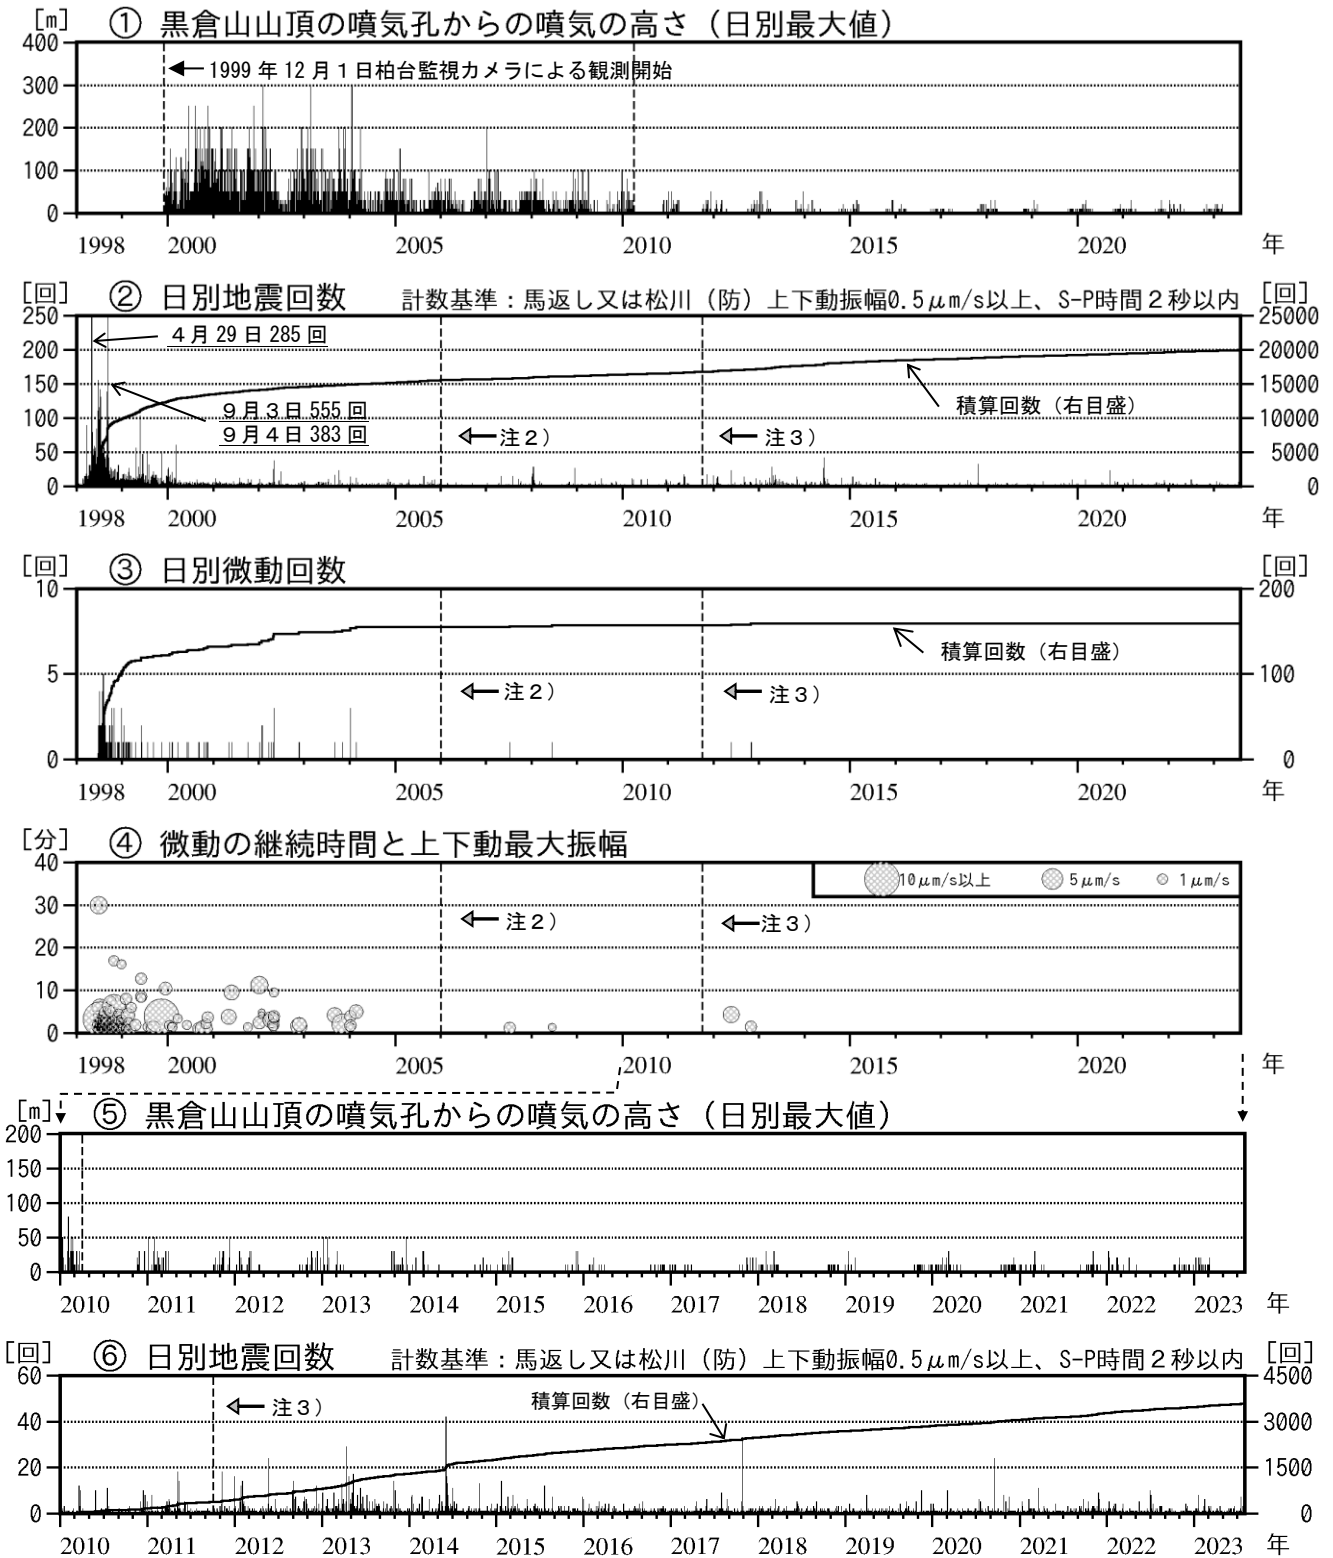 [m] ① 黒倉山山頂の噴気孔からの噴気の高さ（日別最大値）
400
1999 年 12 月 1 日柏台監視カメラによる観測開始
300
200
100
0
1998 2000 2005 2010 2015 2020 年
[回] ② 日別地震回数 計数基準：馬返し又は松川（防）上下動振幅0.5μm/s以上、S-P時間２秒以内 [回]
250 25000
４月 29 日 285 回
200 20000
150 15000
積算回数（右目盛）
９月３日 555 回
100 10000
９月４日 383 回
注２） 注３）
50 5000
0 0
1998 2000 2005 2010 2015 2020 年
[回] ③ 日別微動回数 [回]
10 200
積算回数（右目盛）
5 100
注２） 注３）
0 0
1998 2000 2005 2010 2015 2020 年
[分] ④ 微動の継続時間と上下動最大振幅
40
10μm/s以上 5μm/s 1μm/s
30
注２） 注３）
20
10
0
1998 2000 2005 2010 2015 2020 年
[m] ⑤ 黒倉山山頂の噴気孔からの噴気の高さ（日別最大値）
200
150
100
50
0
2010 2011 2012 2013 2014 2015 2016 2017 2018 2019 2020 2021 2022 2023 年
[回] ⑥ 日別地震回数 計数基準：馬返し又は松川（防）上下動振幅0.5μm/s以上、S-P時間２秒以内 [回]
60 4500
注３） 積算回数（右目盛）
40 3000
20 1500
0 0
2010 2011 2012 2013 2014 2015 2016 2017 2018 2019 2020 2021 2022 2023 年